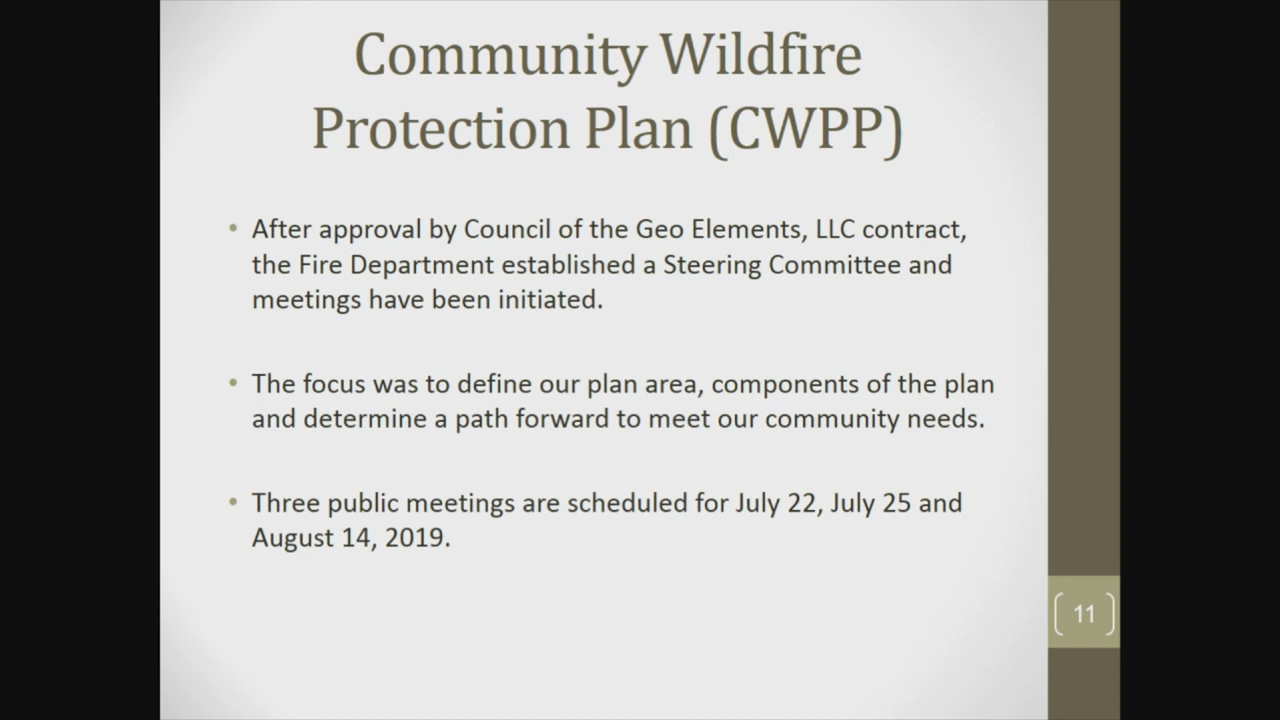 Community Wildfire
Protection Plan (CWPP)
• After approval by Council of the Geo Elements, LLC contract,
the Fire Department established a Steering Committee and
meetings have been initiated.
• The focus was to define our plan area, components of the plan
and determine a path forward to meet our community needs.
• Three public meetings are scheduled for July 22, July 25 and
August 14, 2019.
11